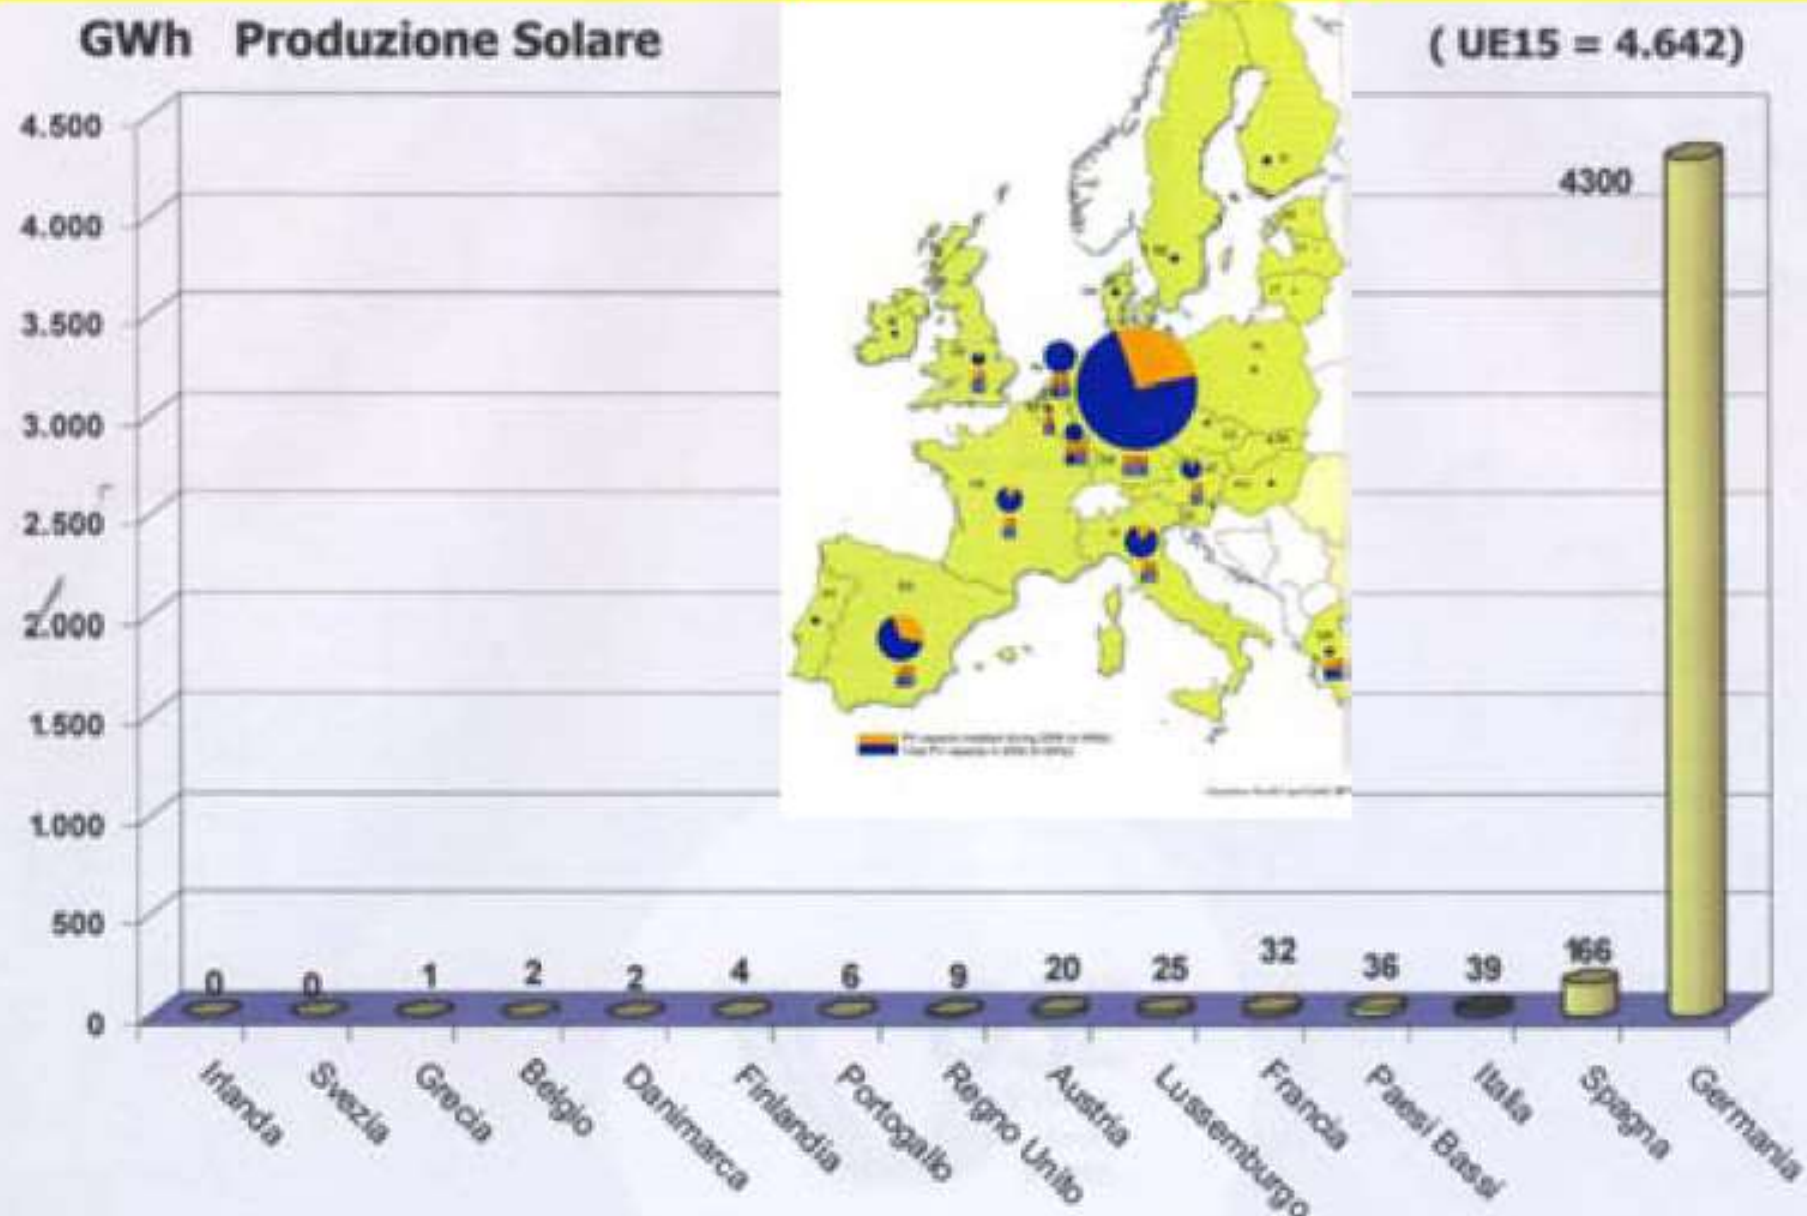 GWh Produzione Solare
( UE15 = 4.642)
4.500
4.000
3.500
3.000
2.500
2.000
1.500
1.000
500
0
4300
0 0 1 2 2 4 6 9 20 25 32 36 39 166
Irlanda
Svezia
Grecia
Belgio
Danimarca
Finlandia
Portogallo
Regno Unito
Austria
Lussemburgo
Francia
Paesi Bassi
Italia
Spagna
Germania